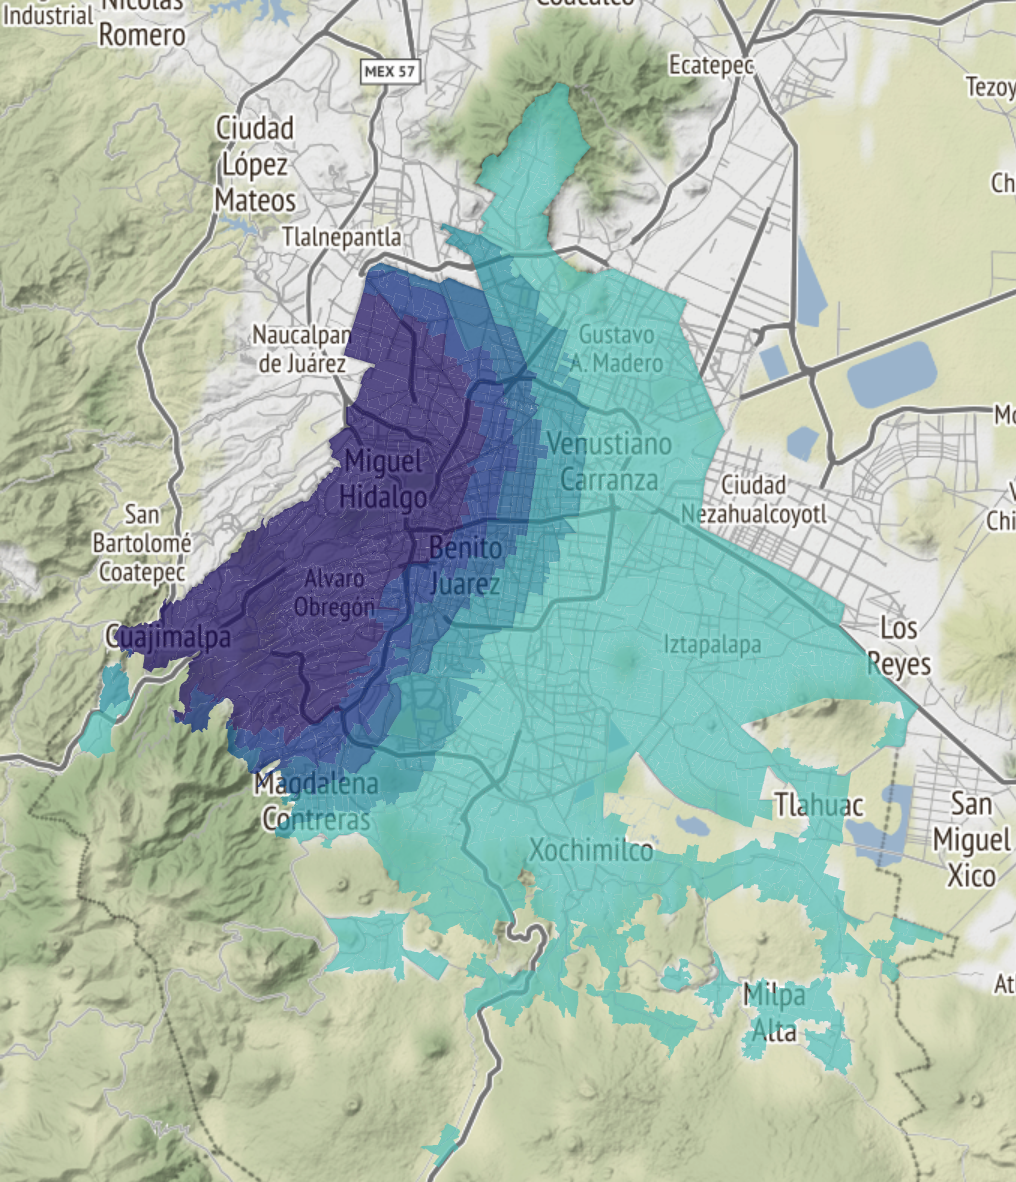 Industrial
Nicolás
Romero
Coacalco
Ecatepec
MEX 57
Tezoy
Ciudad
López
Mateos
Ch
Tlalnepantla
Naucalpan
de Juárez
Gustavo
A. Madero
Mo
Venustiano
Carranza
Miguel
Hidalgo
Ciudad
Nezahualcoyotl
San
Bartolomé
Coatepec
Chi
Benito
Juarez
Alvaro
Obregón
Cuajimalpa
Iztapalapa
Los
Reyes
Magdalena
Contreras
Tlahuac
San
Miguel
Xico
Xochimilco
Milpa
Alta
Atl